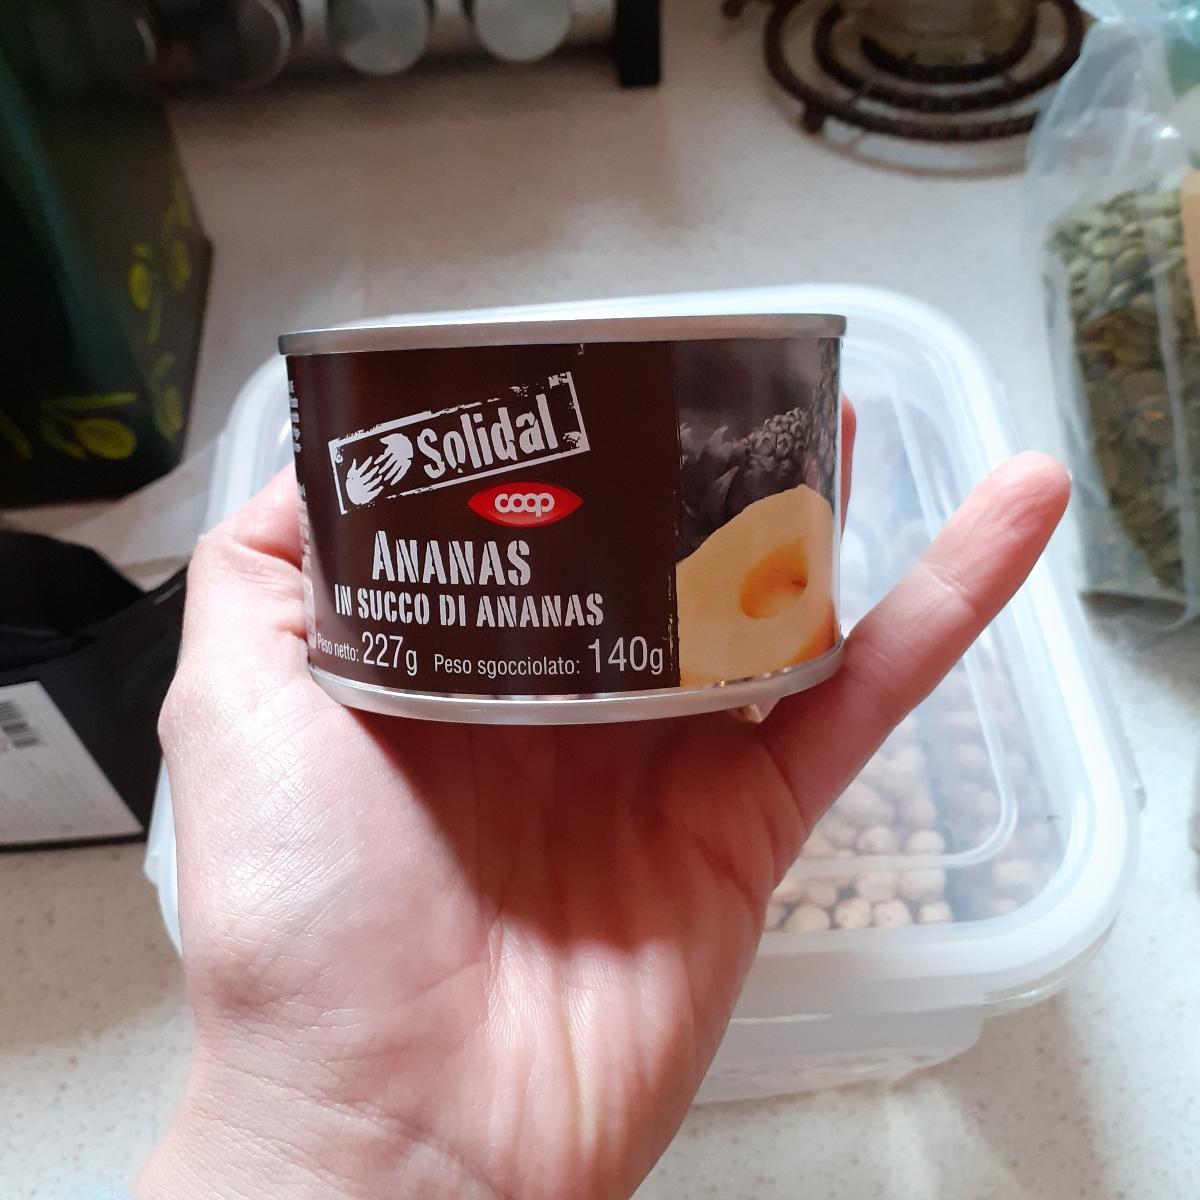 Solidal
coop
ANANAS
IN SUCCO DI ANANAS
Peso netto: 227g Peso sgocciolato: 140g